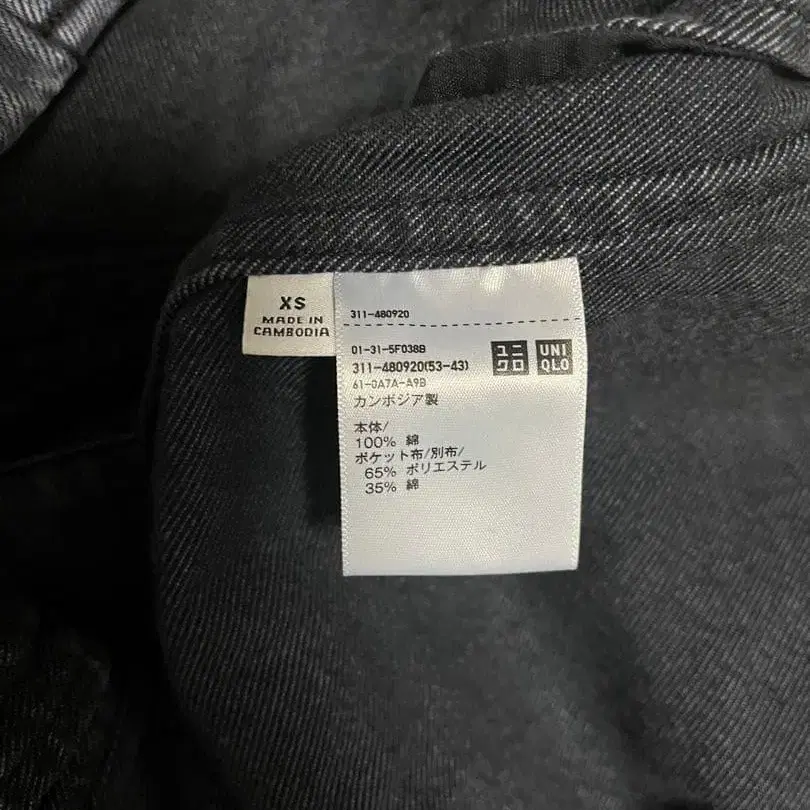 XS
MADE IN
CAMBODIA
311-480920
01-31-5F038B
311-480920(53-43)
61-0A7A-A9B
カンボジア製
ユニ
クロ
UNI
QLO
本体/
100% 綿
ポケット布/別布/
65% ポリエステル
35% 綿